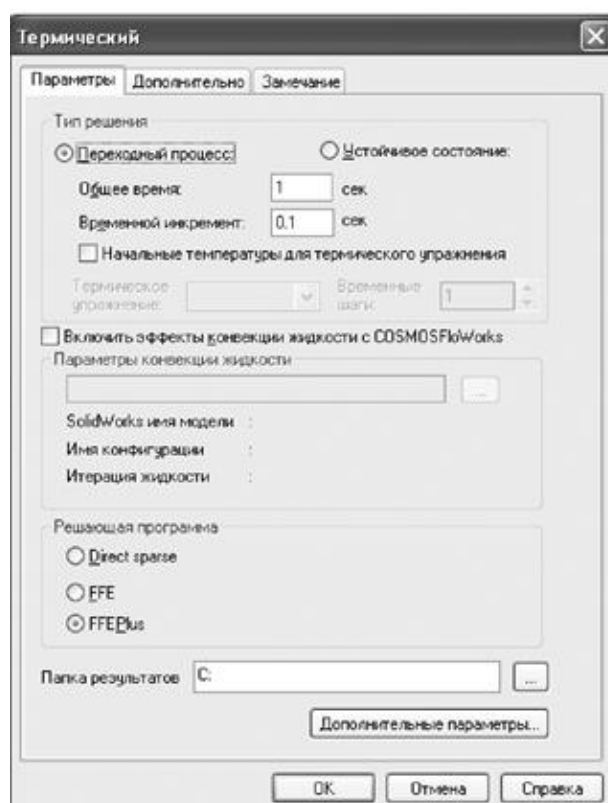 Термический
Параметры Дополнительно Замечание
Тип решения
Переходный процесс: Устойчивое состояние:
Общее время: 1 сек
Временной инкремент: 0.1 сек
Начальные температуры для термического упражнения
Термическое упражнение: Временные шаги: 1
Включить эффекты конвекции жидкости с COSMOSFloWorks
Параметры конвекции жидкости
...
SolidWorks имя модели :
Имя конфигурации :
Итерация жидкости :
Решающая программа
Direct sparse
FFE
FFEPlus
Папка результатов C: ...
Дополнительные параметры...
OK Отмена Справка